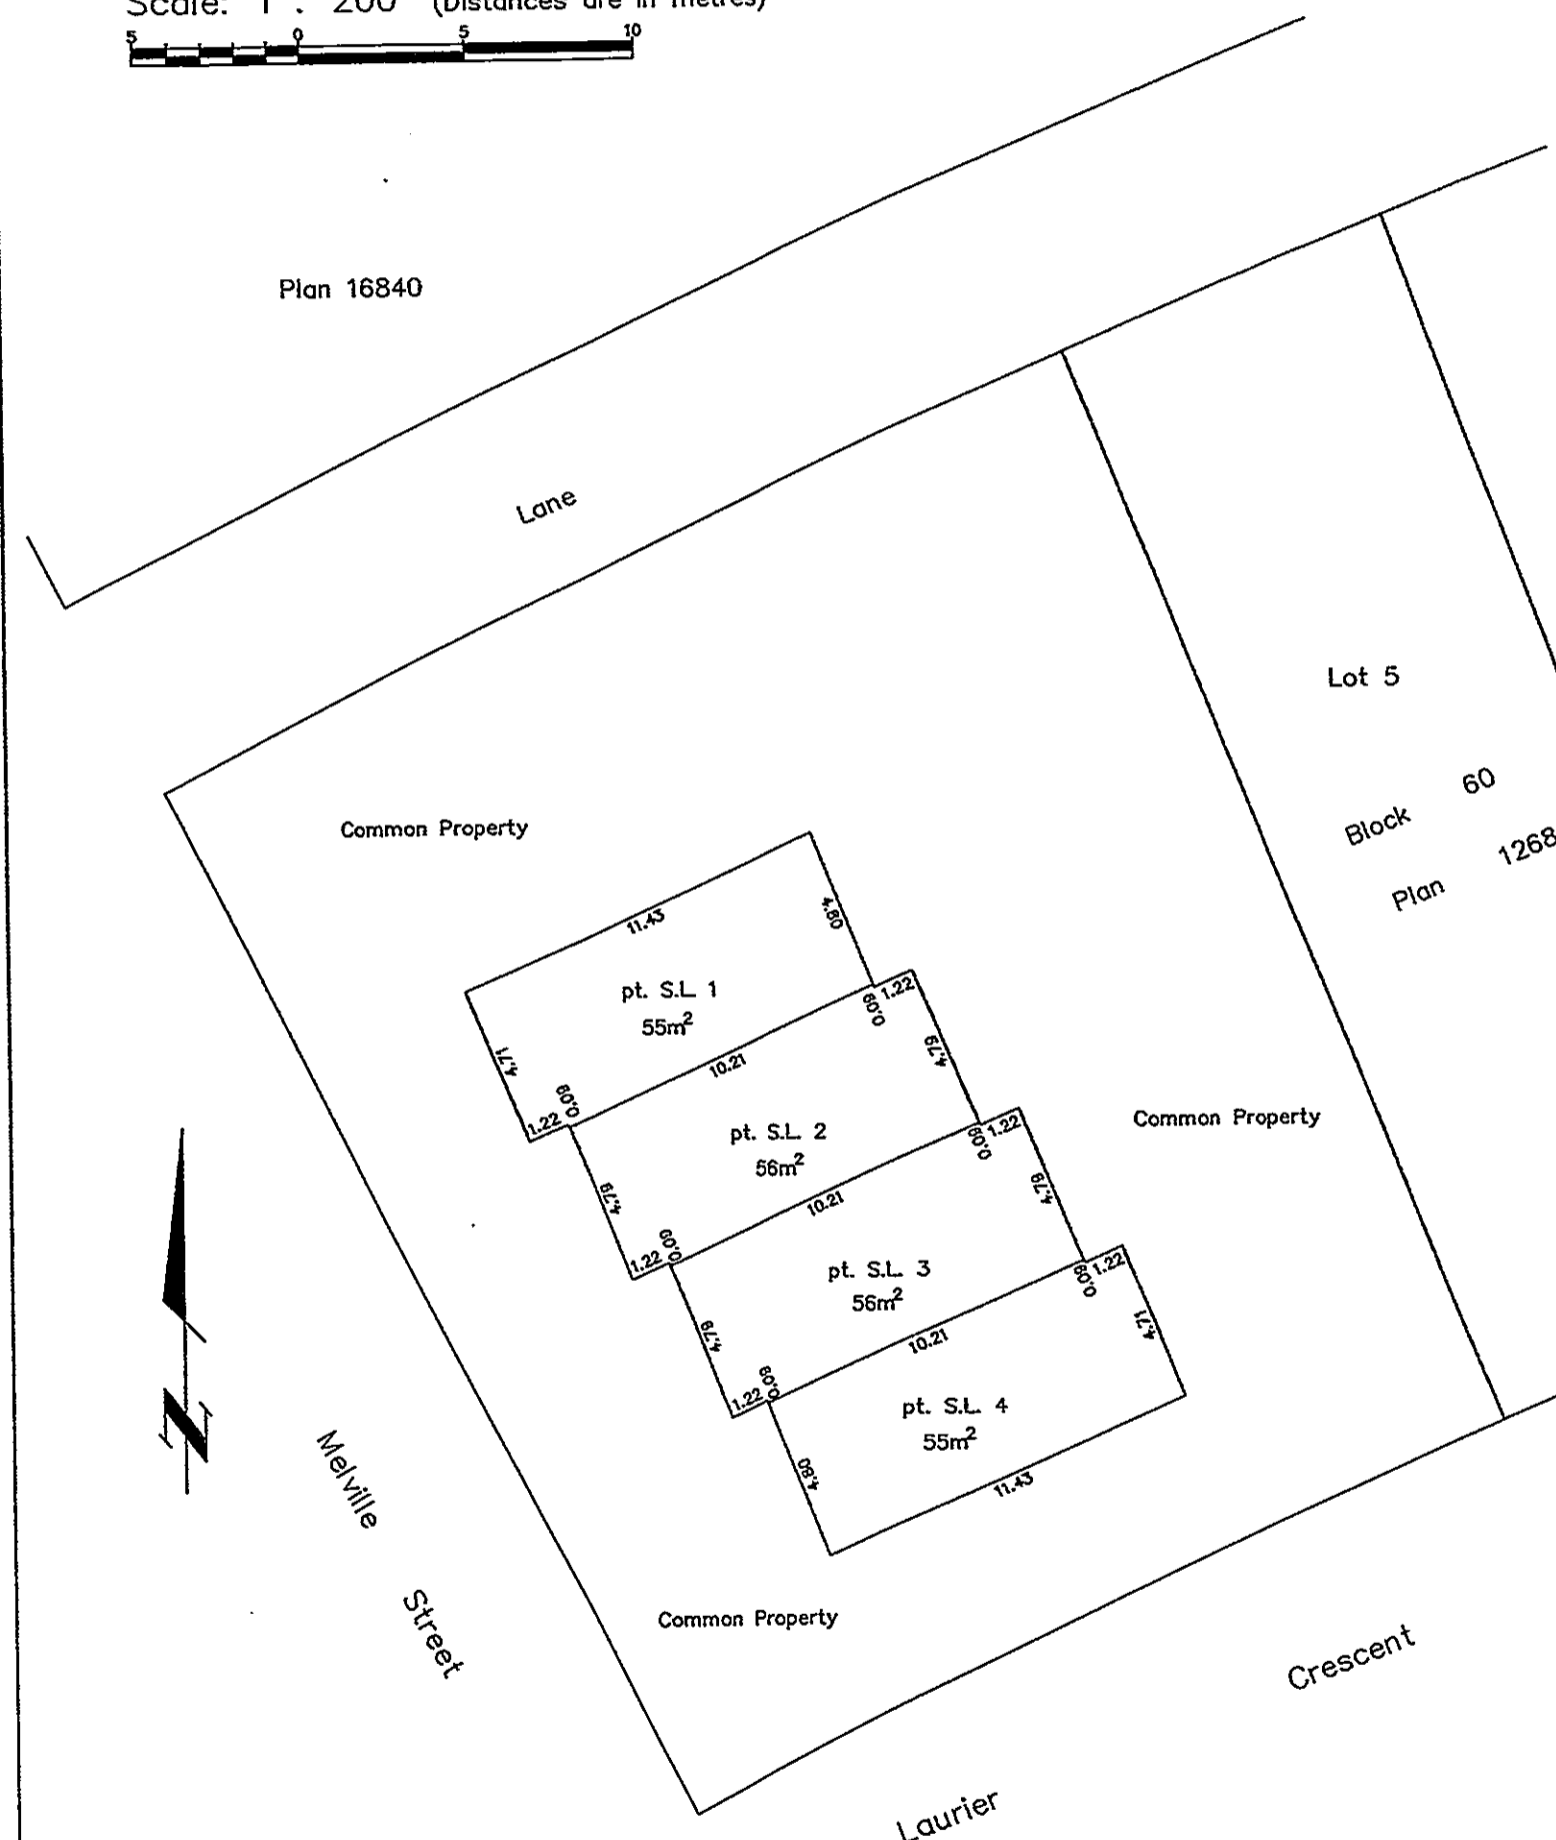 Scale: 1 : 200 (Distances are in metres)
5 0 5 10
Plan 16840
Lane
Lot 5
Block 60
Plan 1268
Common Property
11.43
4.80
pt. S.L. 1
55m²
4.71
0.09
1.22
10.21
0.09
1.22
4.79
pt. S.L. 2
56m²
4.79
0.09
1.22
10.21
0.09
1.22
4.79
Common Property
pt. S.L. 3
56m²
4.79
0.09
1.22
10.21
0.09
1.22
4.71
pt. S.L. 4
55m²
4.80
11.43
N
Melville Street
Common Property
Laurier Crescent